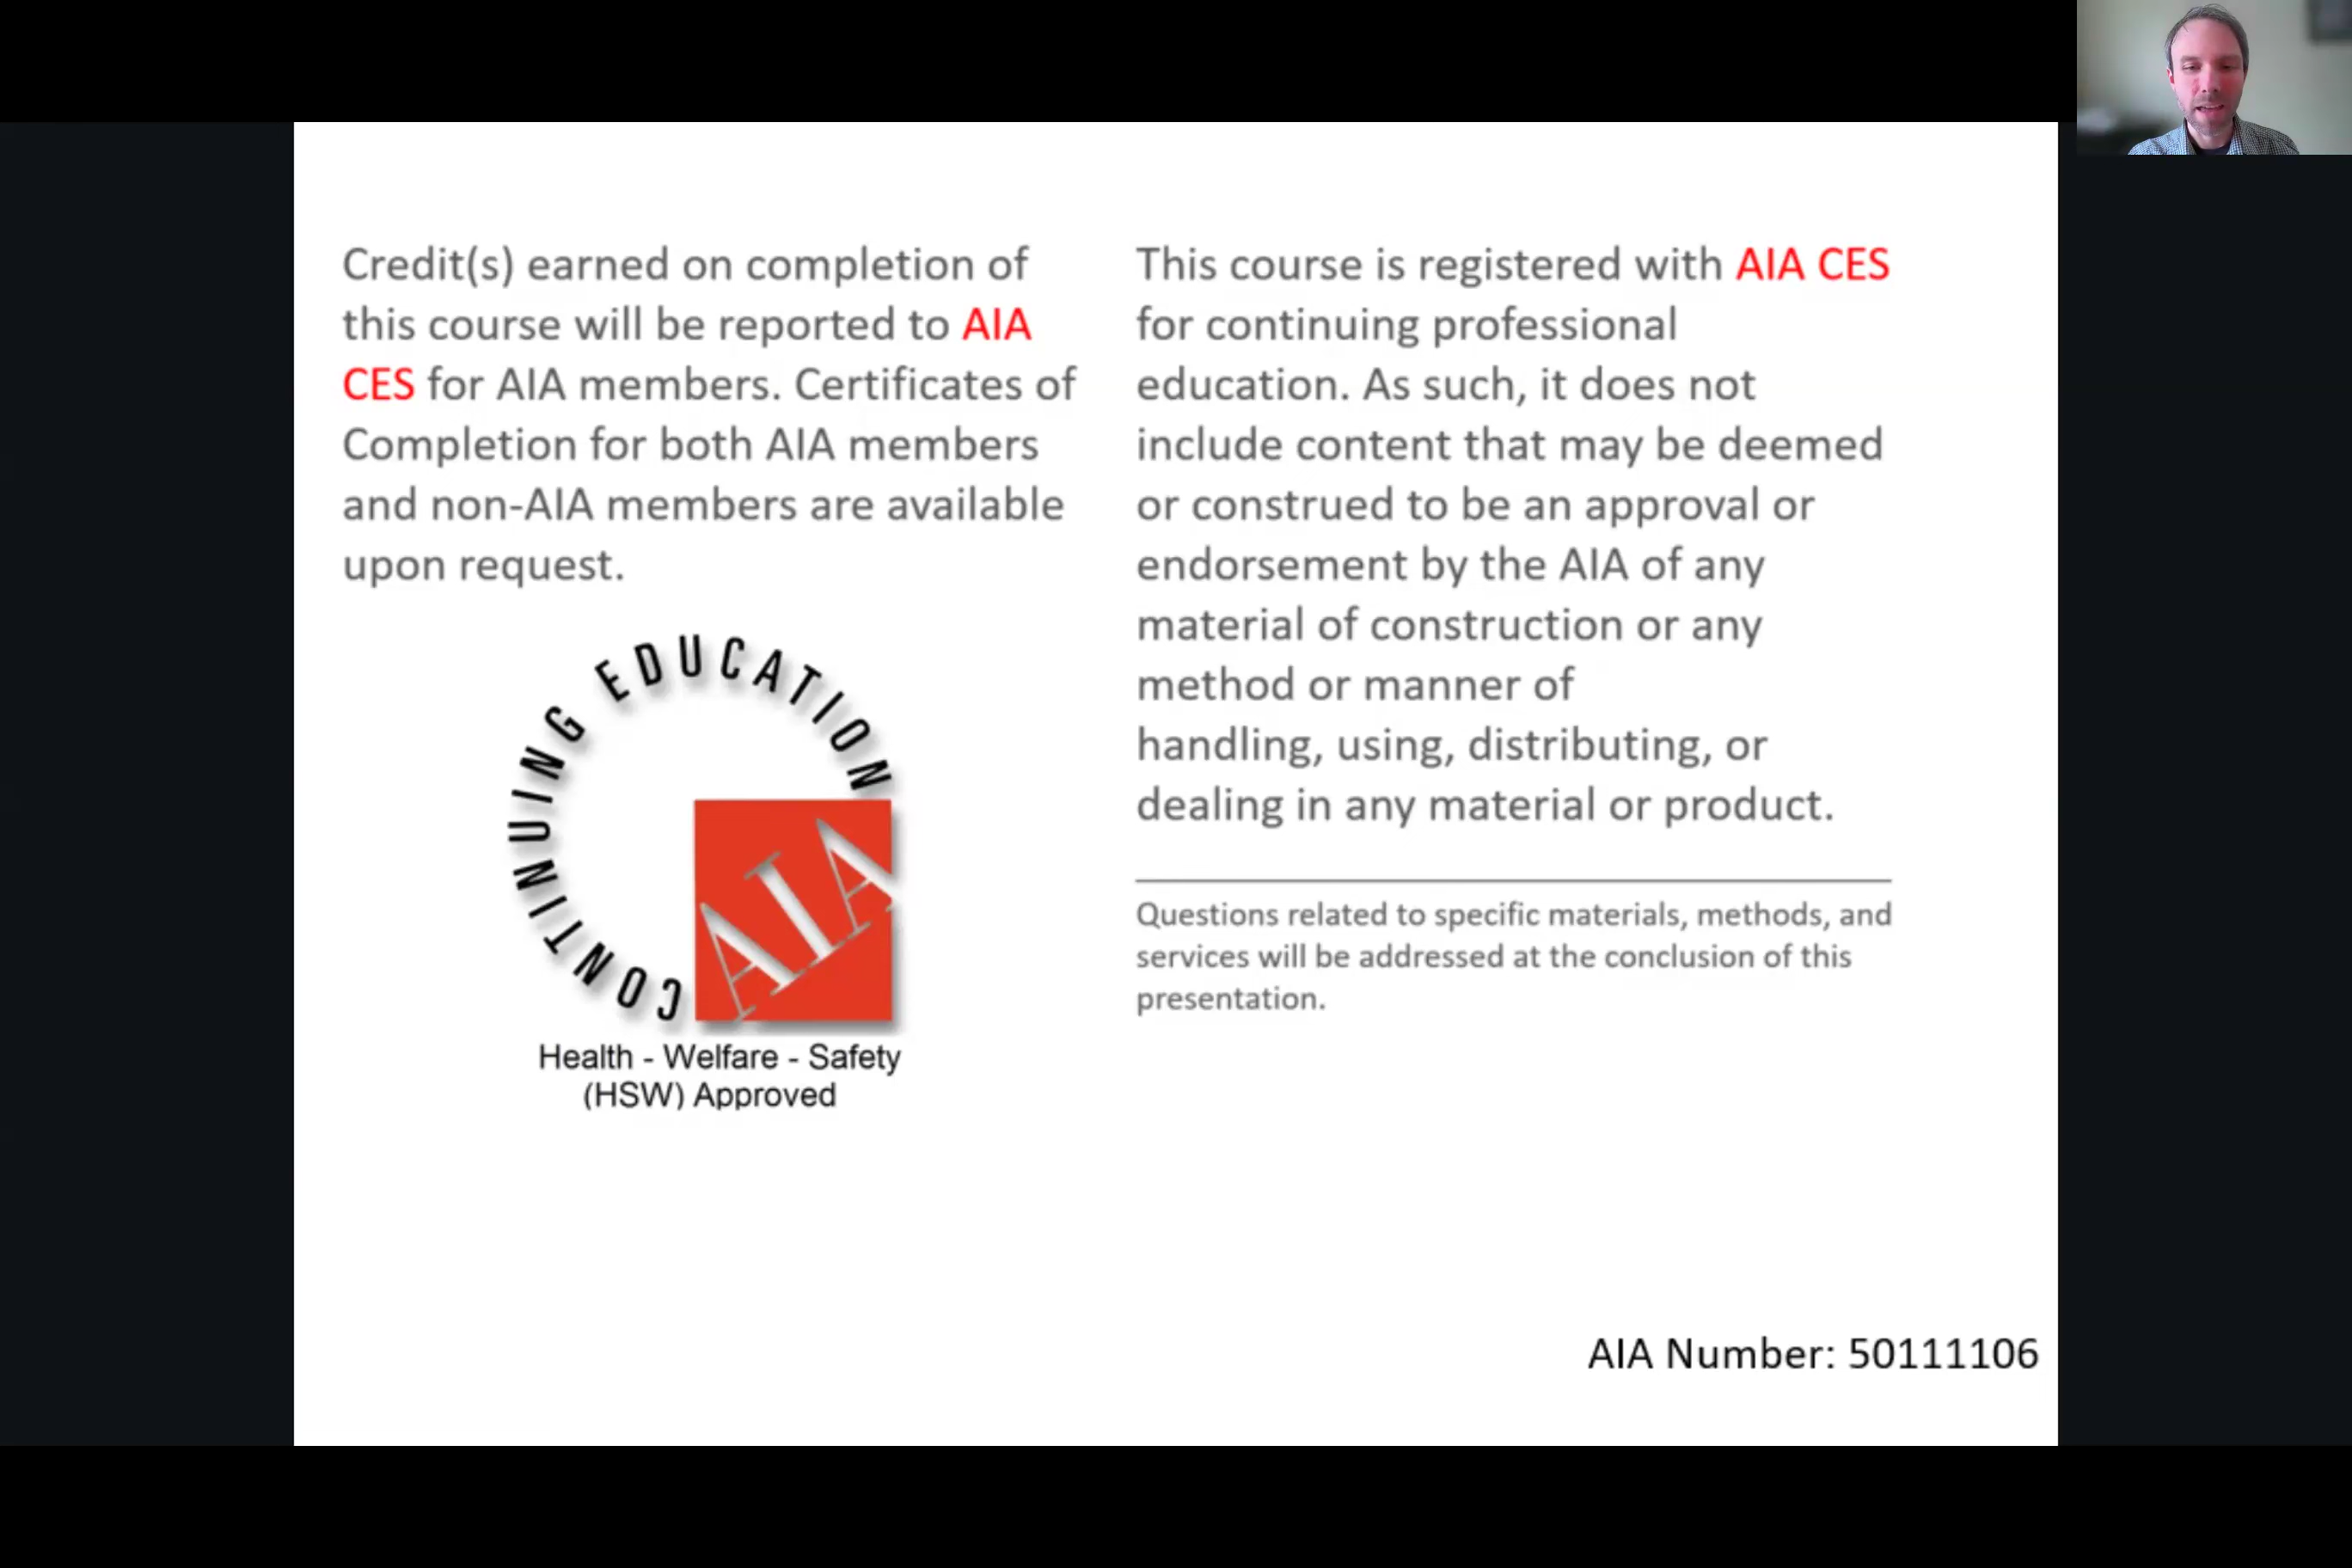 Credit(s) earned on completion of
this course will be reported to AIA
CES for AIA members. Certificates of
Completion for both AIA members
and non-AIA members are available
upon request.
CONTINUING EDUCATION
AIA
Health - Welfare - Safety
(HSW) Approved
This course is registered with AIA CES
for continuing professional
education. As such, it does not
include content that may be deemed
or construed to be an approval or
endorsement by the AIA of any
material of construction or any
method or manner of
handling, using, distributing, or
dealing in any material or product.
Questions related to specific materials, methods, and
services will be addressed at the conclusion of this
presentation.
AIA Number: 50111106